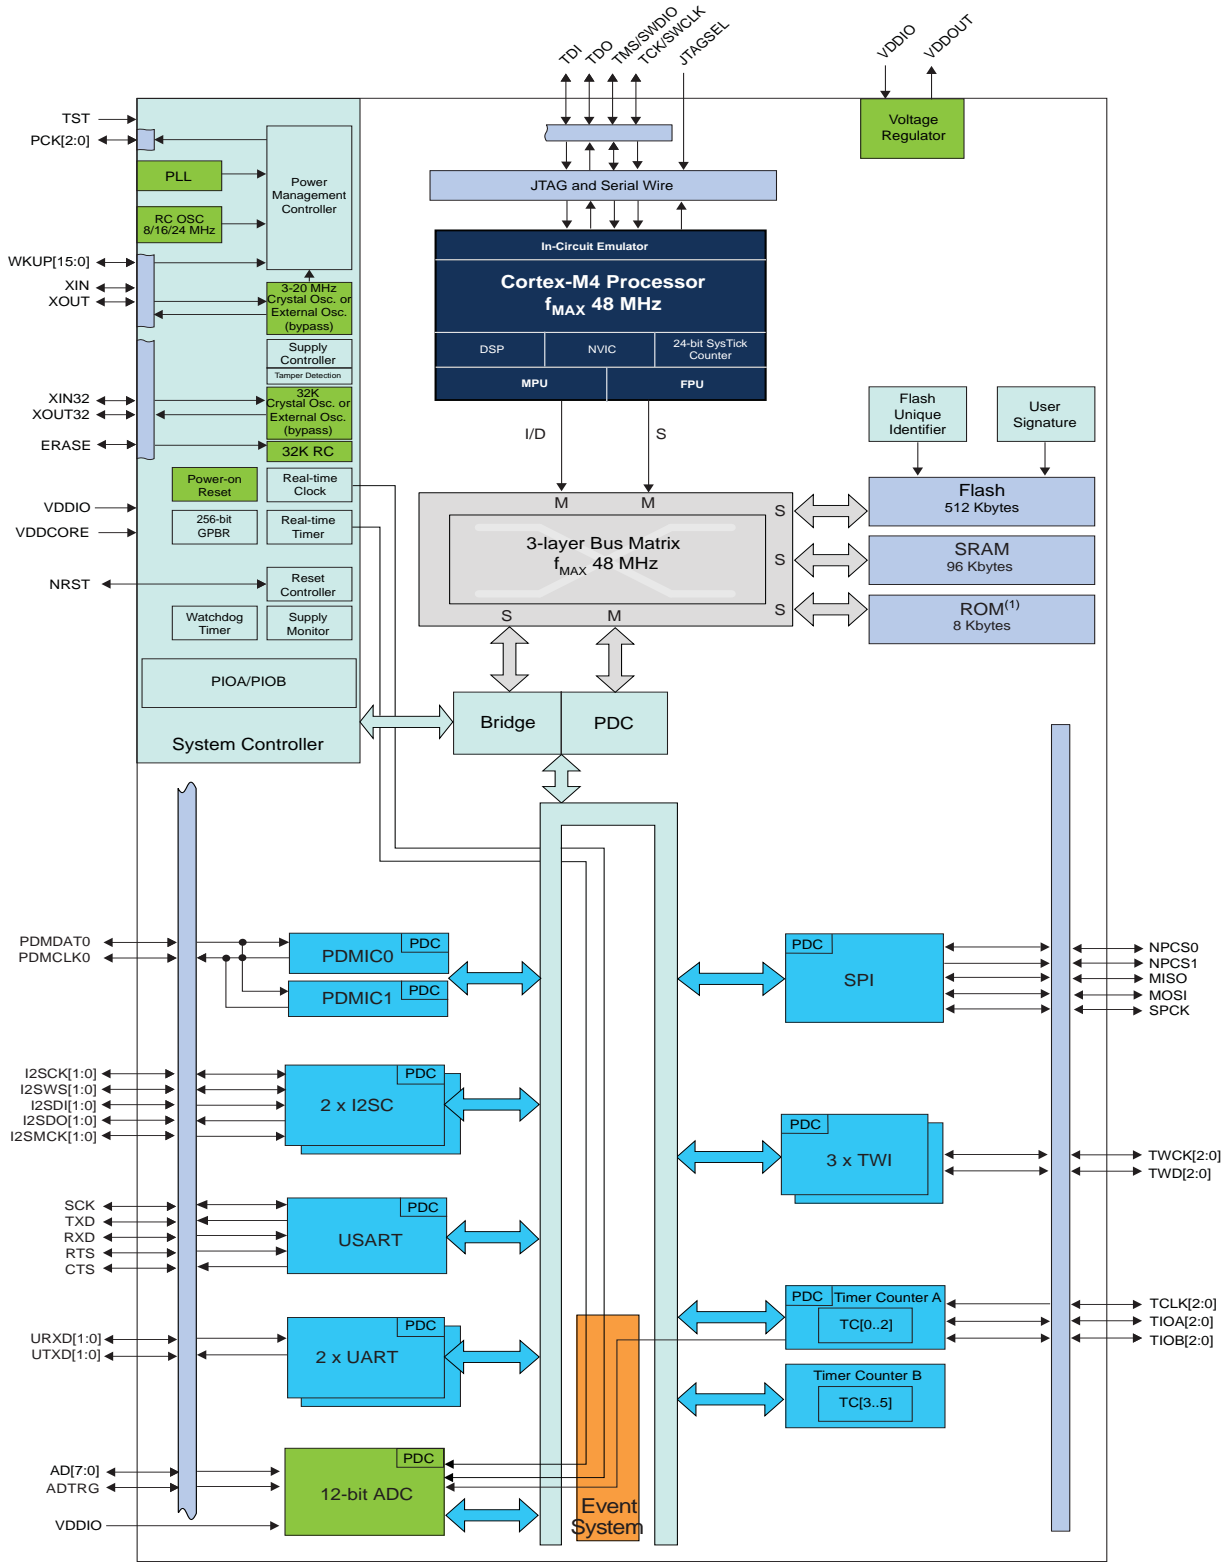 TDI
TDO
TMS/SWDIO
TCK/SWCLK
JTAGSEL
VDDIO
VDDOUT
TST
PCK[2:0]
PLL
RC OSC
8/16/24 MHz
Power
Management
Controller
WKUP[15:0]
XIN
XOUT
3-20 MHz
Crystal Osc. or
External Osc.
(bypass)
Supply
Controller
Tamper Detection
XIN32
XOUT32
32K
Crystal Osc. or
External Osc.
(bypass)
ERASE
32K RC
Power-on
Reset
Real-time
Clock
VDDIO
VDDCORE
256-bit
GPBR
Real-time
Timer
NRST
Reset
Controller
Watchdog
Timer
Supply
Monitor
PIOA/PIOB
System Controller
Voltage
Regulator
JTAG and Serial Wire
In-Circuit Emulator
Cortex-M4 Processor
fMAX 48 MHz
DSP
NVIC
24-bit SysTick
Counter
MPU
FPU
I/D
S
M
M
S
3-layer Bus Matrix
fMAX 48 MHz
S
S
S
M
Flash
Unique
Identifier
User
Signature
Flash
512 Kbytes
SRAM
96 Kbytes
ROM(1)
8 Kbytes
Bridge
PDC
PDMDAT0
PDMCLK0
PDMIC0
PDC
PDMIC1
PDC
I2SCK[1:0]
I2SWS[1:0]
I2SDI[1:0]
I2SDO[1:0]
I2SMCK[1:0]
PDC
2 x I2SC
SCK
TXD
RXD
RTS
CTS
PDC
USART
URXD[1:0]
UTXD[1:0]
PDC
2 x UART
AD[7:0]
ADTRG
VDDIO
PDC
12-bit ADC
Event
System
PDC
SPI
NPCS0
NPCS1
MISO
MOSI
SPCK
PDC
3 x TWI
TWCK[2:0]
TWD[2:0]
PDC
Timer Counter A
TC[0..2]
TCLK[2:0]
TIOA[2:0]
TIOB[2:0]
Timer Counter B
TC[3..5]